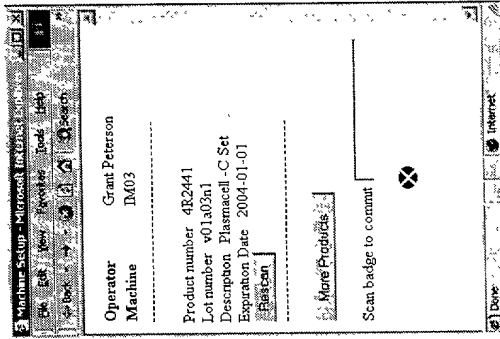 Machine Setup - Microsoft Internet Explorer
File Edit View Favorites Tools Help
Back Search
Operator Grant Peterson
Machine IM03
Product number 4R2441
Lot number v01a03n1
Description Plasmacell -C Set
Expiration Date 2004-01-01
Rescan
More Products
Scan badge to commit
Done Internet